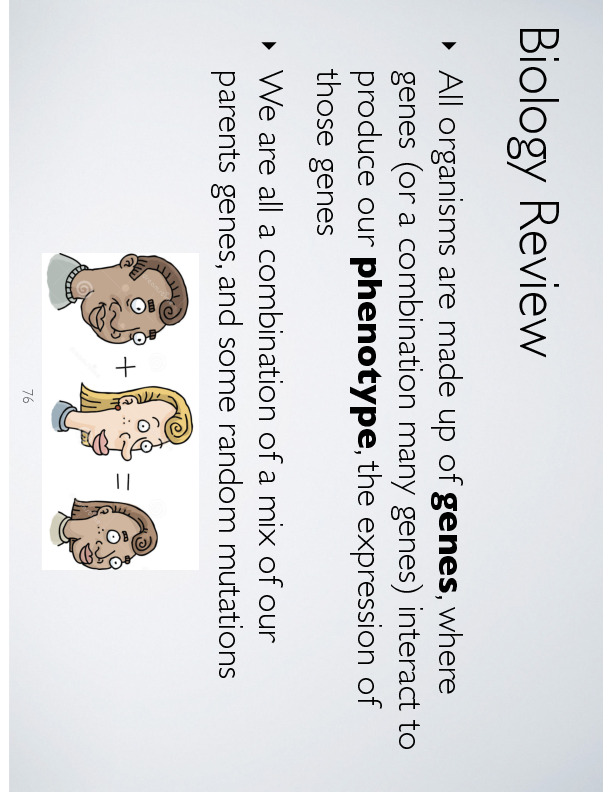 Biology Review
‣ All organisms are made up of genes, where
genes (or a combination many genes) interact to
produce our phenotype, the expression of
those genes
‣ We are all a combination of a mix of our
parents genes, and some random mutations
+ =
76